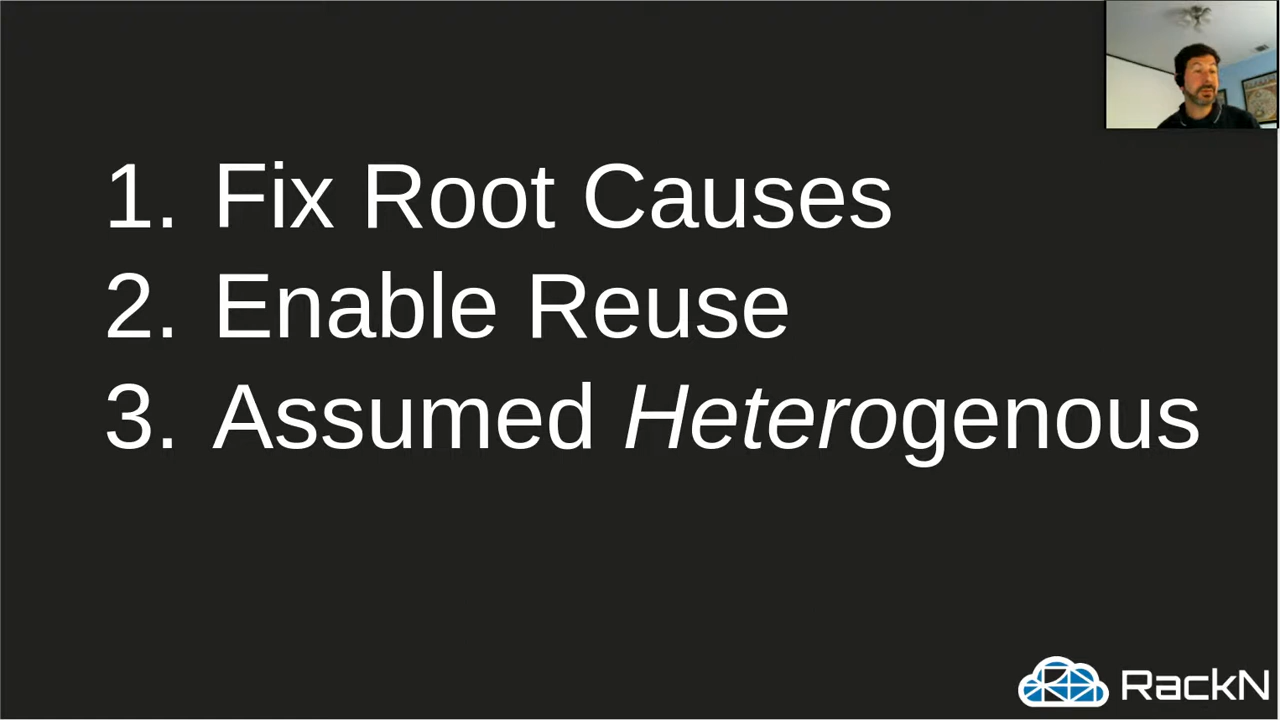 1. Fix Root Causes
2. Enable Reuse
3. Assumed Heterogenous
RackN